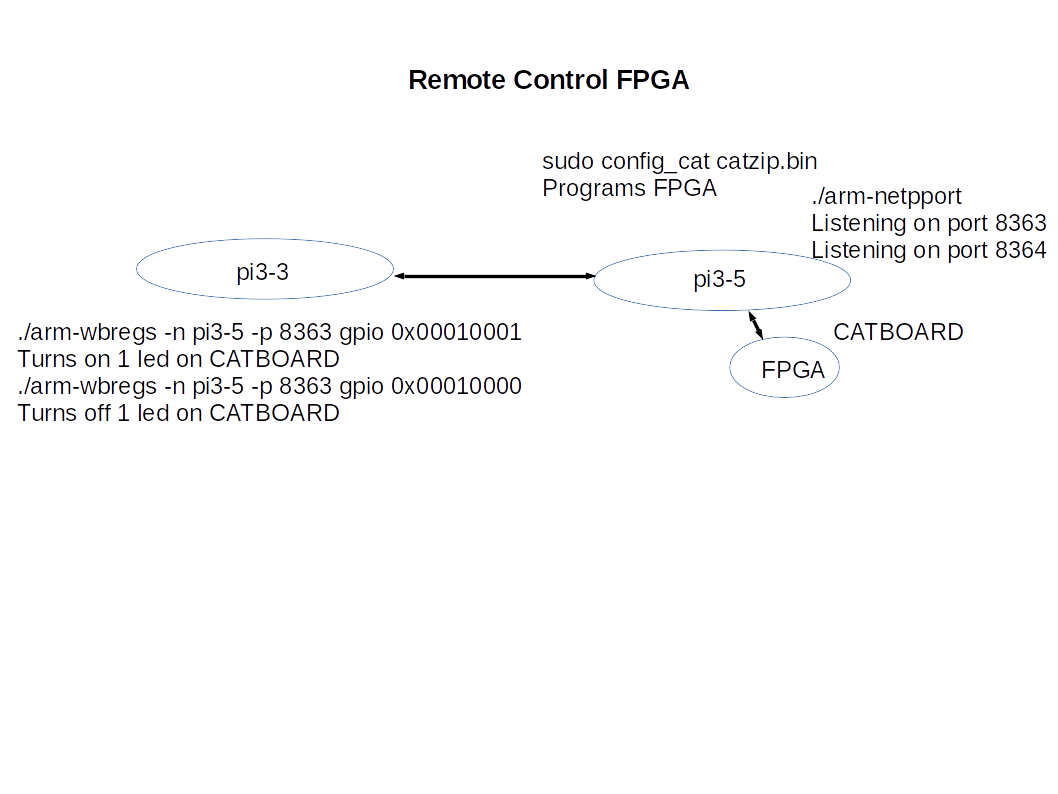 Remote Control FPGA
sudo config_cat catzip.bin
Programs FPGA
./arm-netpport
Listening on port 8363
Listening on port 8364
pi3-3
pi3-5
./arm-wbregs -n pi3-5 -p 8363 gpio 0x00010001
Turns on 1 led on CATBOARD
./arm-wbregs -n pi3-5 -p 8363 gpio 0x00010000
Turns off 1 led on CATBOARD
CATBOARD
FPGA